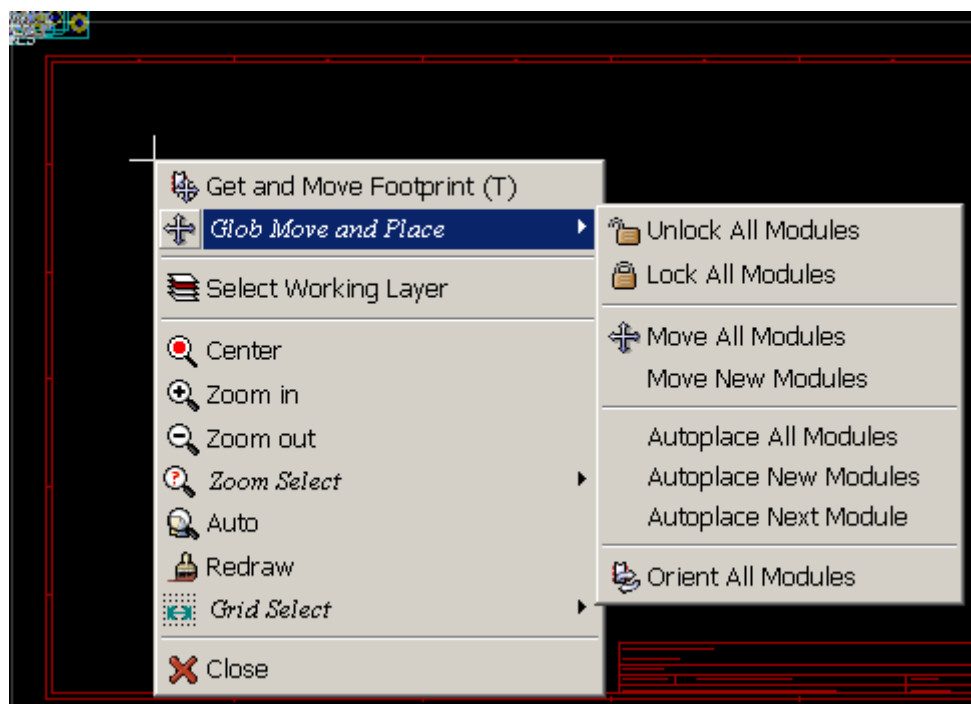 Get and Move Footprint (T)
Glob Move and Place
Select Working Layer
Center
Zoom in
Zoom out
Zoom Select
Auto
Redraw
Grid Select
Close
Unlock All Modules
Lock All Modules
Move All Modules
Move New Modules
Autoplace All Modules
Autoplace New Modules
Autoplace Next Module
Orient All Modules